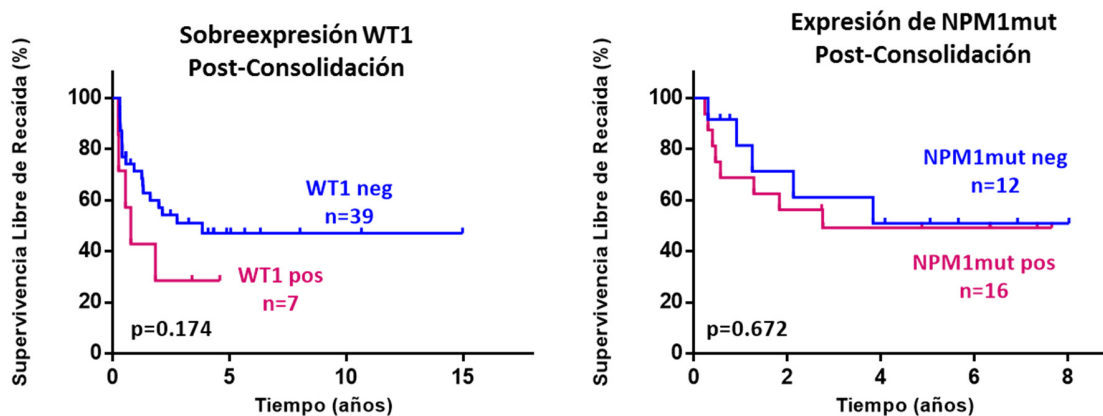 Sobreexpresión WT1
Post-Consolidación
Supervivencia Libre de Recaída (%)
100
80
60
40
20
0
WT1 neg
n=39
WT1 pos
n=7
p=0.174
0
5
10
15
Tiempo (años)
Expresión de NPM1mut
Post-Consolidación
Supervivencia Libre de Recaída (%)
100
80
60
40
20
0
NPM1mut neg
n=12
NPM1mut pos
n=16
p=0.672
0
2
4
6
8
Tiempo (años)